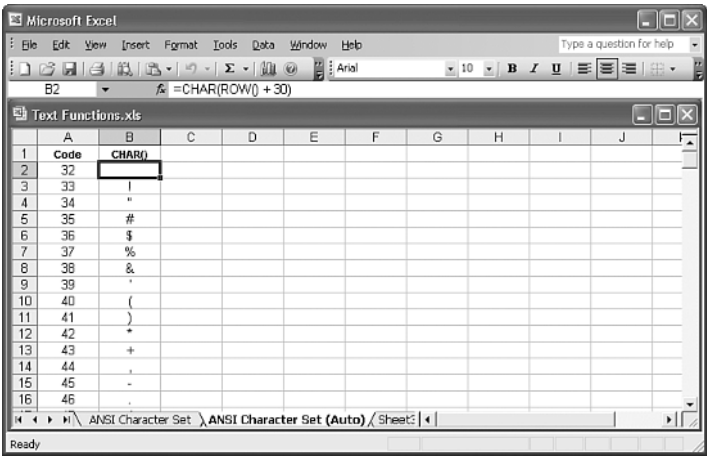 Microsoft Excel
File Edit View Insert Format Tools Data Window Help Type a question for help
Σ Arial 10 B I U
B2 fx =CHAR(ROW() + 30)
Text Functions.xls
A B C D E F G H I J
1 Code CHAR()
2 32
3 33 !
4 34 "
5 35 #
6 36 $
7 37 %
8 38 &
9 39 '
10 40 (
11 41 )
12 42 *
13 43 +
14 44 ,
15 45 -
16 46 .
ANSI Character Set ANSI Character Set (Auto) Sheet3
Ready